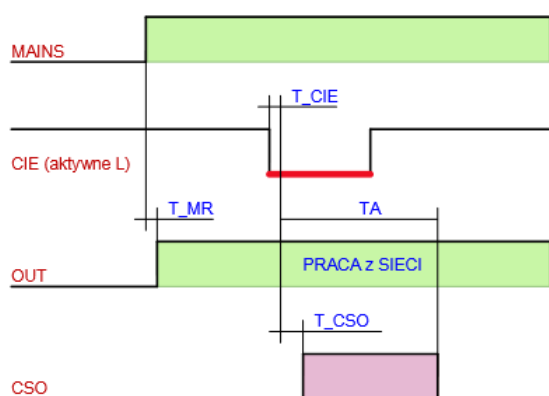 MAINS
T_CIE
CIE (aktywne L)
T_MR
TA
PRACA z SIECI
OUT
T_CSO
CSO